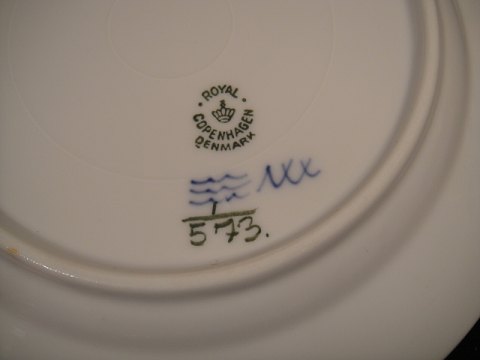 ROYAL
COPENHAGEN
DENMARK
1
573.